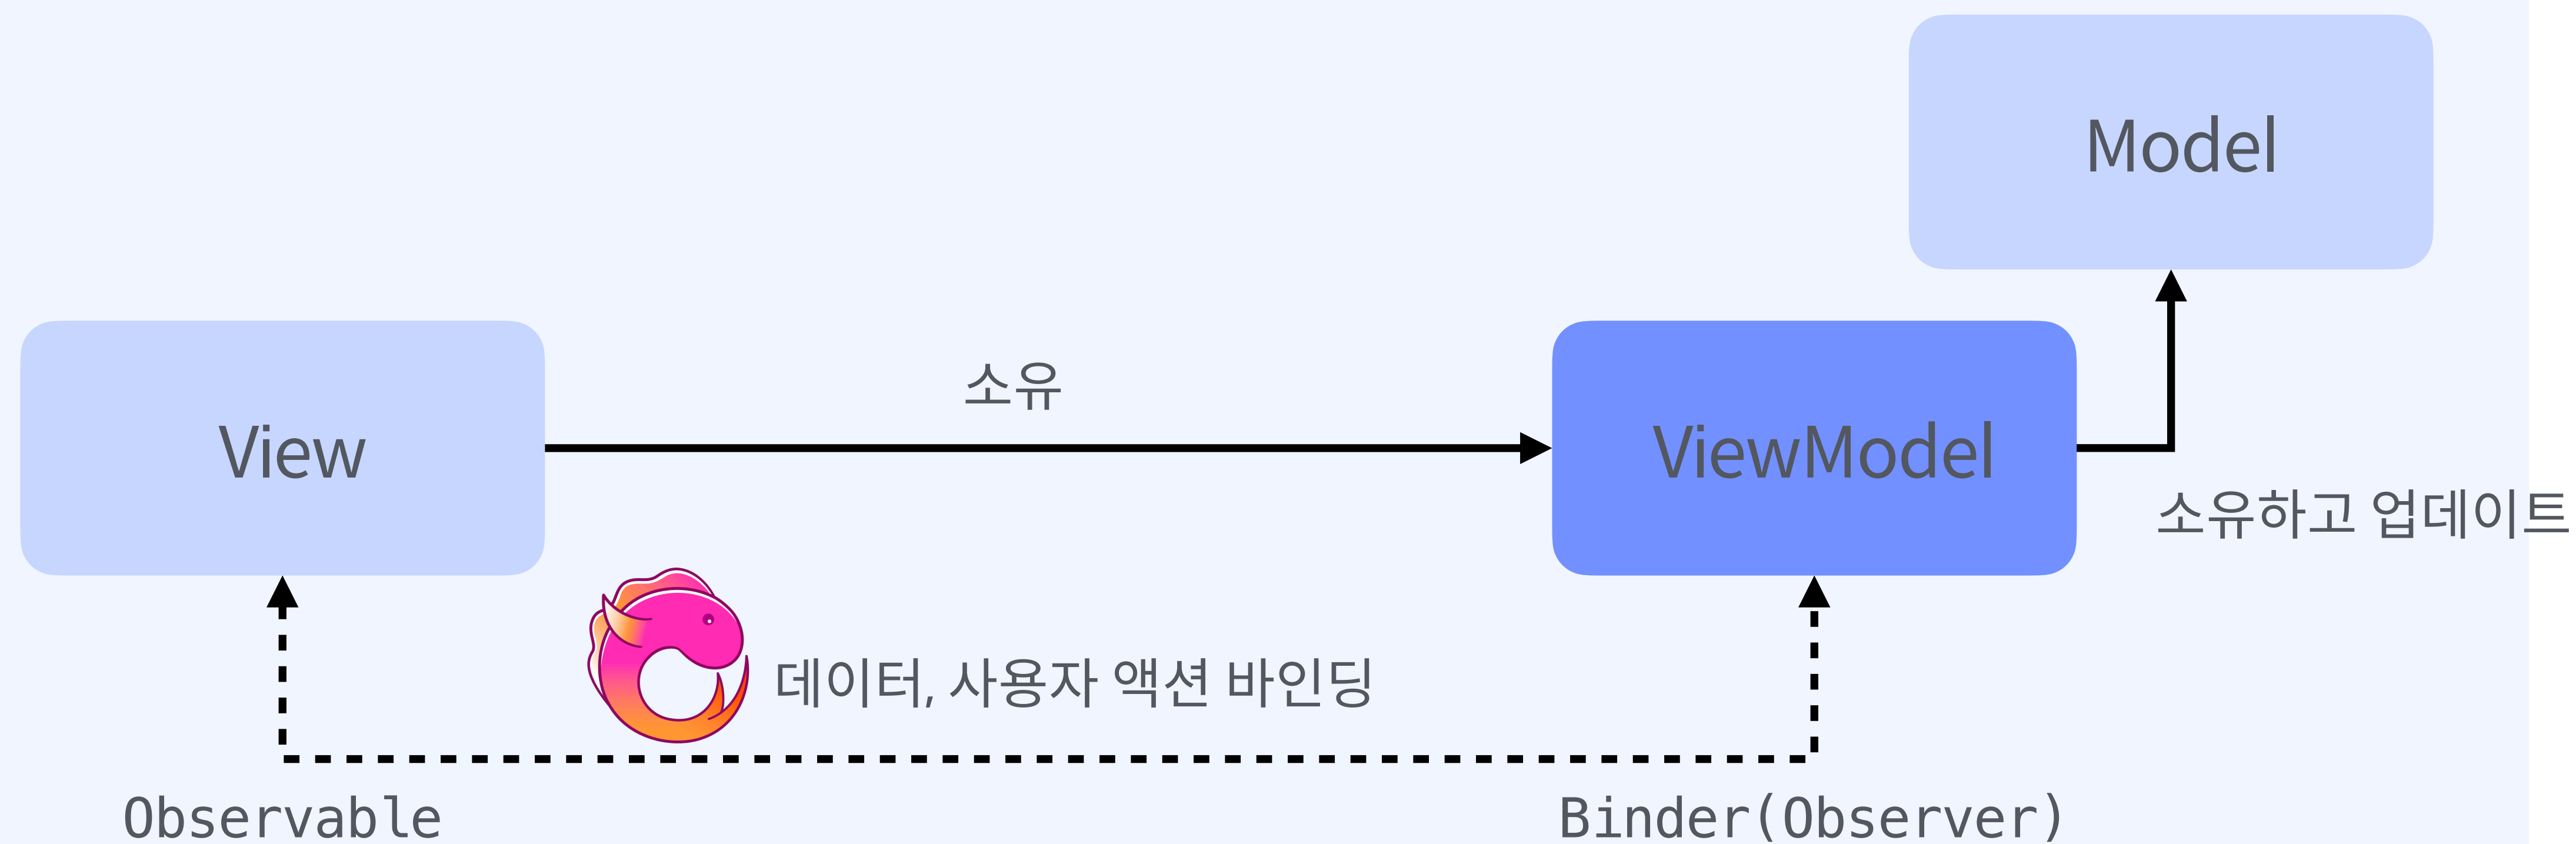 Model
소유
View
ViewModel
소유하고 업데이트
데이터, 사용자 액션 바인딩
Observable
Binder(Observer)